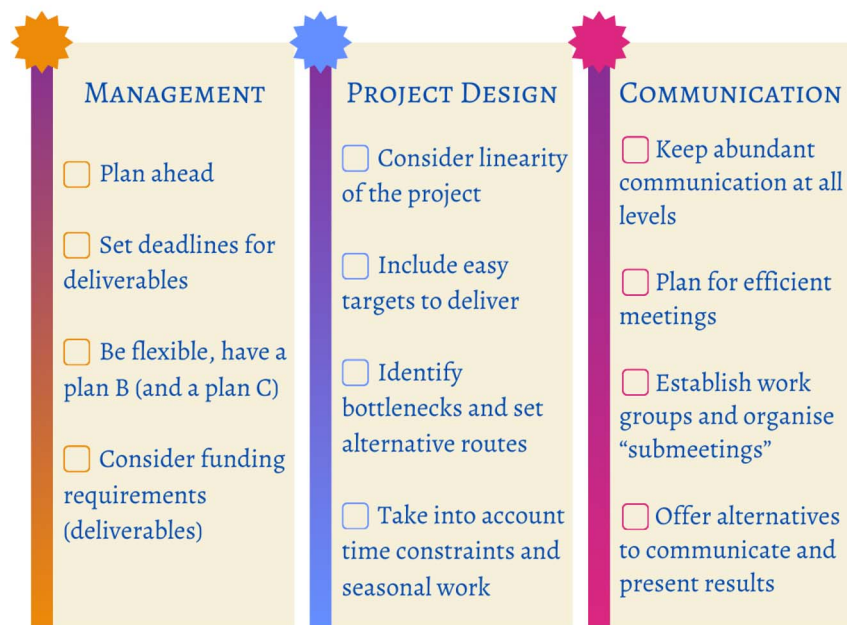 MANAGEMENT
Plan ahead
Set deadlines for
deliverables
Be flexible, have a
plan B (and a plan C)
Consider funding
requirements
(deliverables)
PROJECT DESIGN
Consider linearity
of the project
Include easy
targets to deliver
Identify
bottlenecks and set
alternative routes
Take into account
time constraints and
seasonal work
COMMUNICATION
Keep abundant
communication at all
levels
Plan for efficient
meetings
Establish work
groups and organise
“submeetings”
Offer alternatives
to communicate and
present results